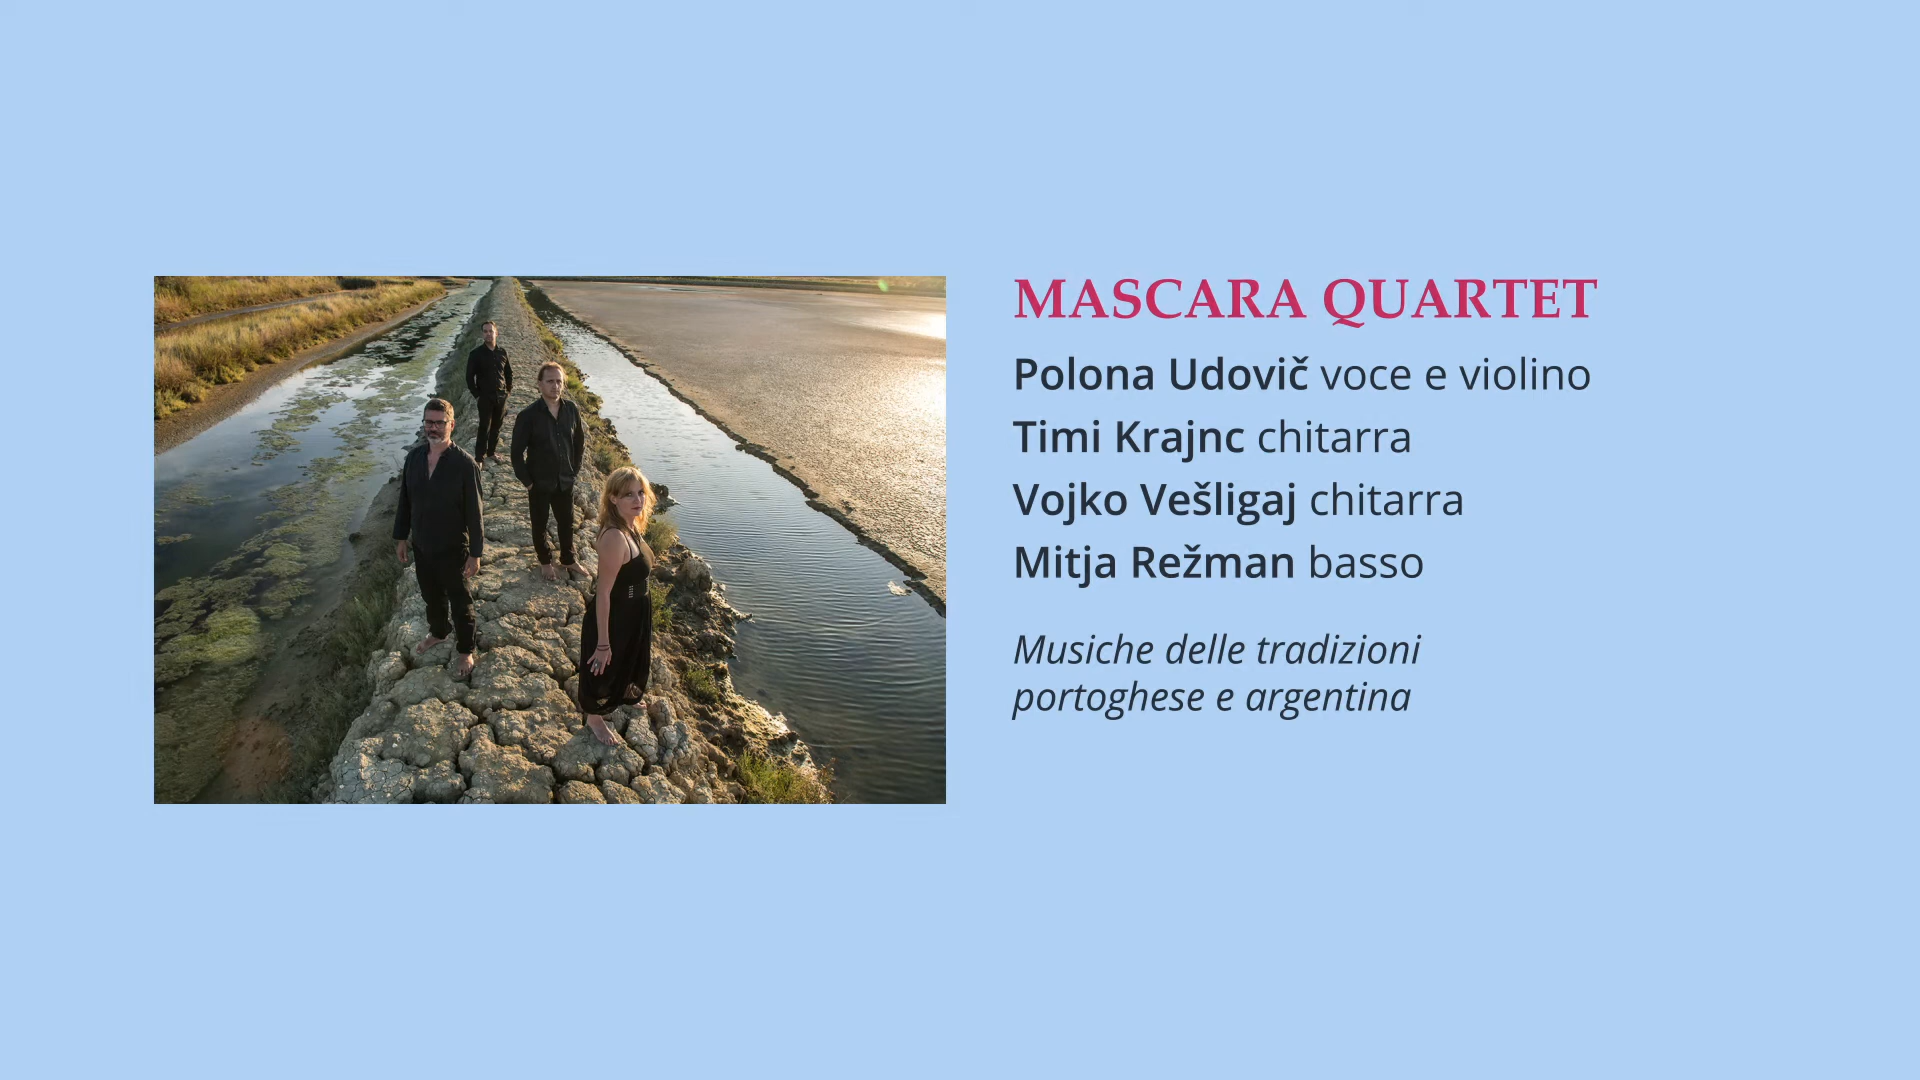 MASCARA QUARTET
Polona Udovič voce e violino
Timi Krajnc chitarra
Vojko Vešligaj chitarra
Mitja Režman basso
Musiche delle tradizioni
portoghese e argentina